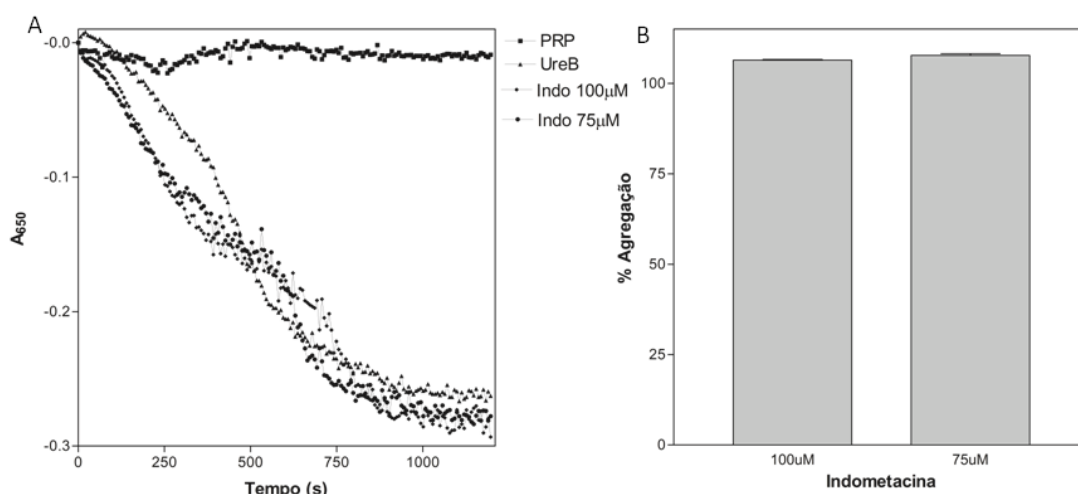 A
-0.0
-0.1
-0.2
-0.3
A650
0
250
500
750
1000
Tempo (s)
PRP
UreB
Indo 100μM
Indo 75μM
B
100
75
50
25
0
% Agregação
100uM
75uM
Indometacina